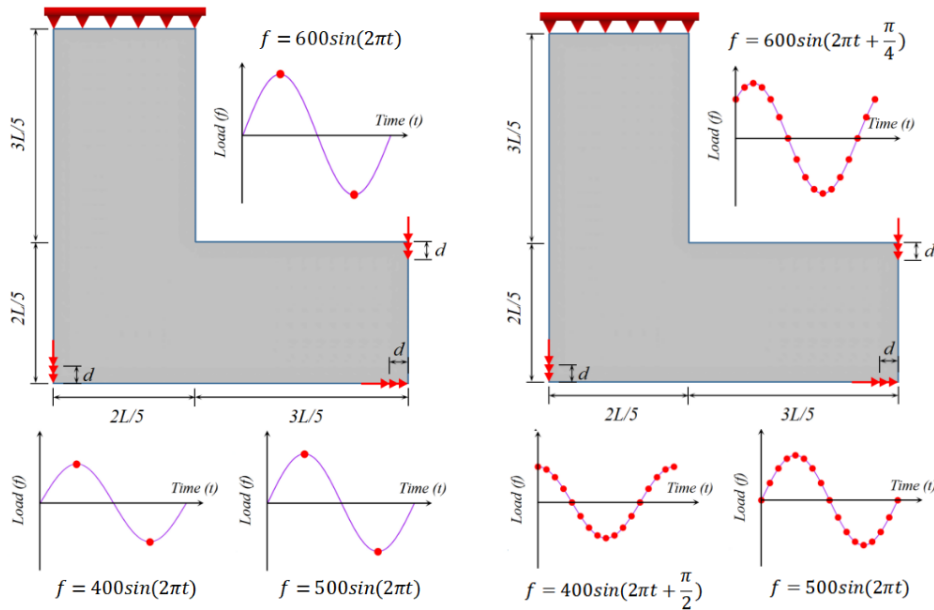 f = 600sin(2πt)
Load (f)
Time (t)
3L/5
2L/5
d
d
d
2L/5
3L/5
Load (f)
Time (t)
f = 400sin(2πt)
Load (f)
Time (t)
f = 500sin(2πt)
f = 600sin(2πt + π/4)
Load (f)
Time (t)
3L/5
2L/5
d
d
d
2L/5
3L/5
Load (f)
Time (t)
f = 400sin(2πt + π/2)
Load (f)
Time (t)
f = 500sin(2πt)